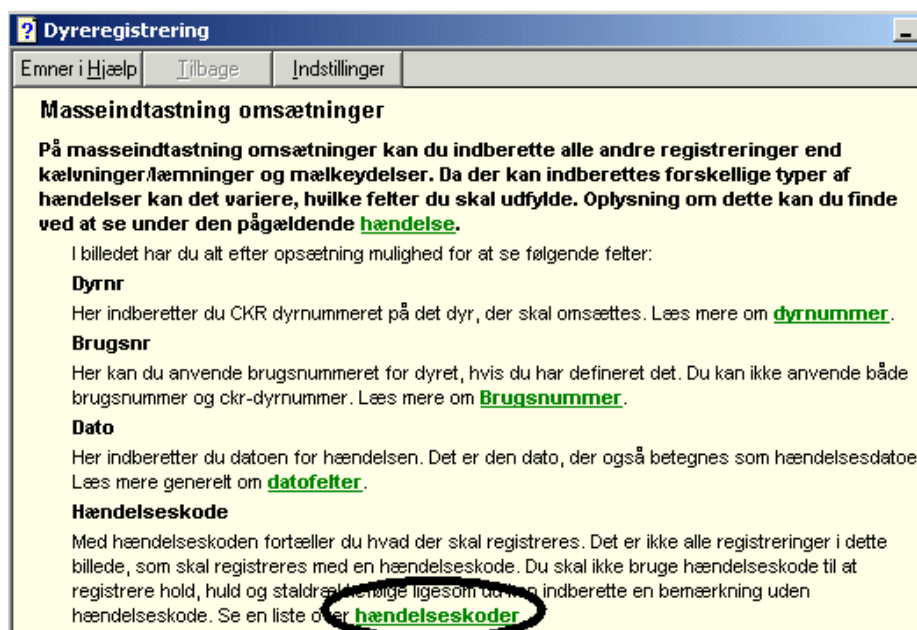 Dyreregistrering
Emner i Hjælp Tilbage Indstillinger
Masseindtastning omsætninger
På masseindtastning omsætninger kan du indberette alle andre registreringer end
kælvninger/læmninger og mælkeydelser. Da der kan indberettes forskellige typer af
hændelser kan det variere, hvilke felter du skal udfylde. Oplysning om dette kan du finde
ved at se under den pågældende hændelse.
I billedet har du alt efter opsætning mulighed for at se følgende felter:
Dyrnr
Her indberetter du CKR dyrnummeret på det dyr, der skal omsættes. Læs mere om dyrnummer.
Brugsnr
Her kan du anvende brugsnummeret for dyret, hvis du har defineret det. Du kan ikke anvende både
brugsnummer og ckr-dyrnummer. Læs mere om Brugsnummer.
Dato
Her indberetter du datoen for hændelsen. Det er den dato, der også betegnes som hændelsesdatoe
Læs mere generelt om datofelter.
Hændelseskode
Med hændelseskoden fortæller du hvad der skal registreres. Det er ikke alle registreringer i dette
billede, som skal registreres med en hændelseskode. Du skal ikke bruge hændelseskode til at
registrere hold, huld og staldrækkefølge ligesom du kan indberette en bemærkning uden
hændelseskode. Se en liste over hændelseskoder